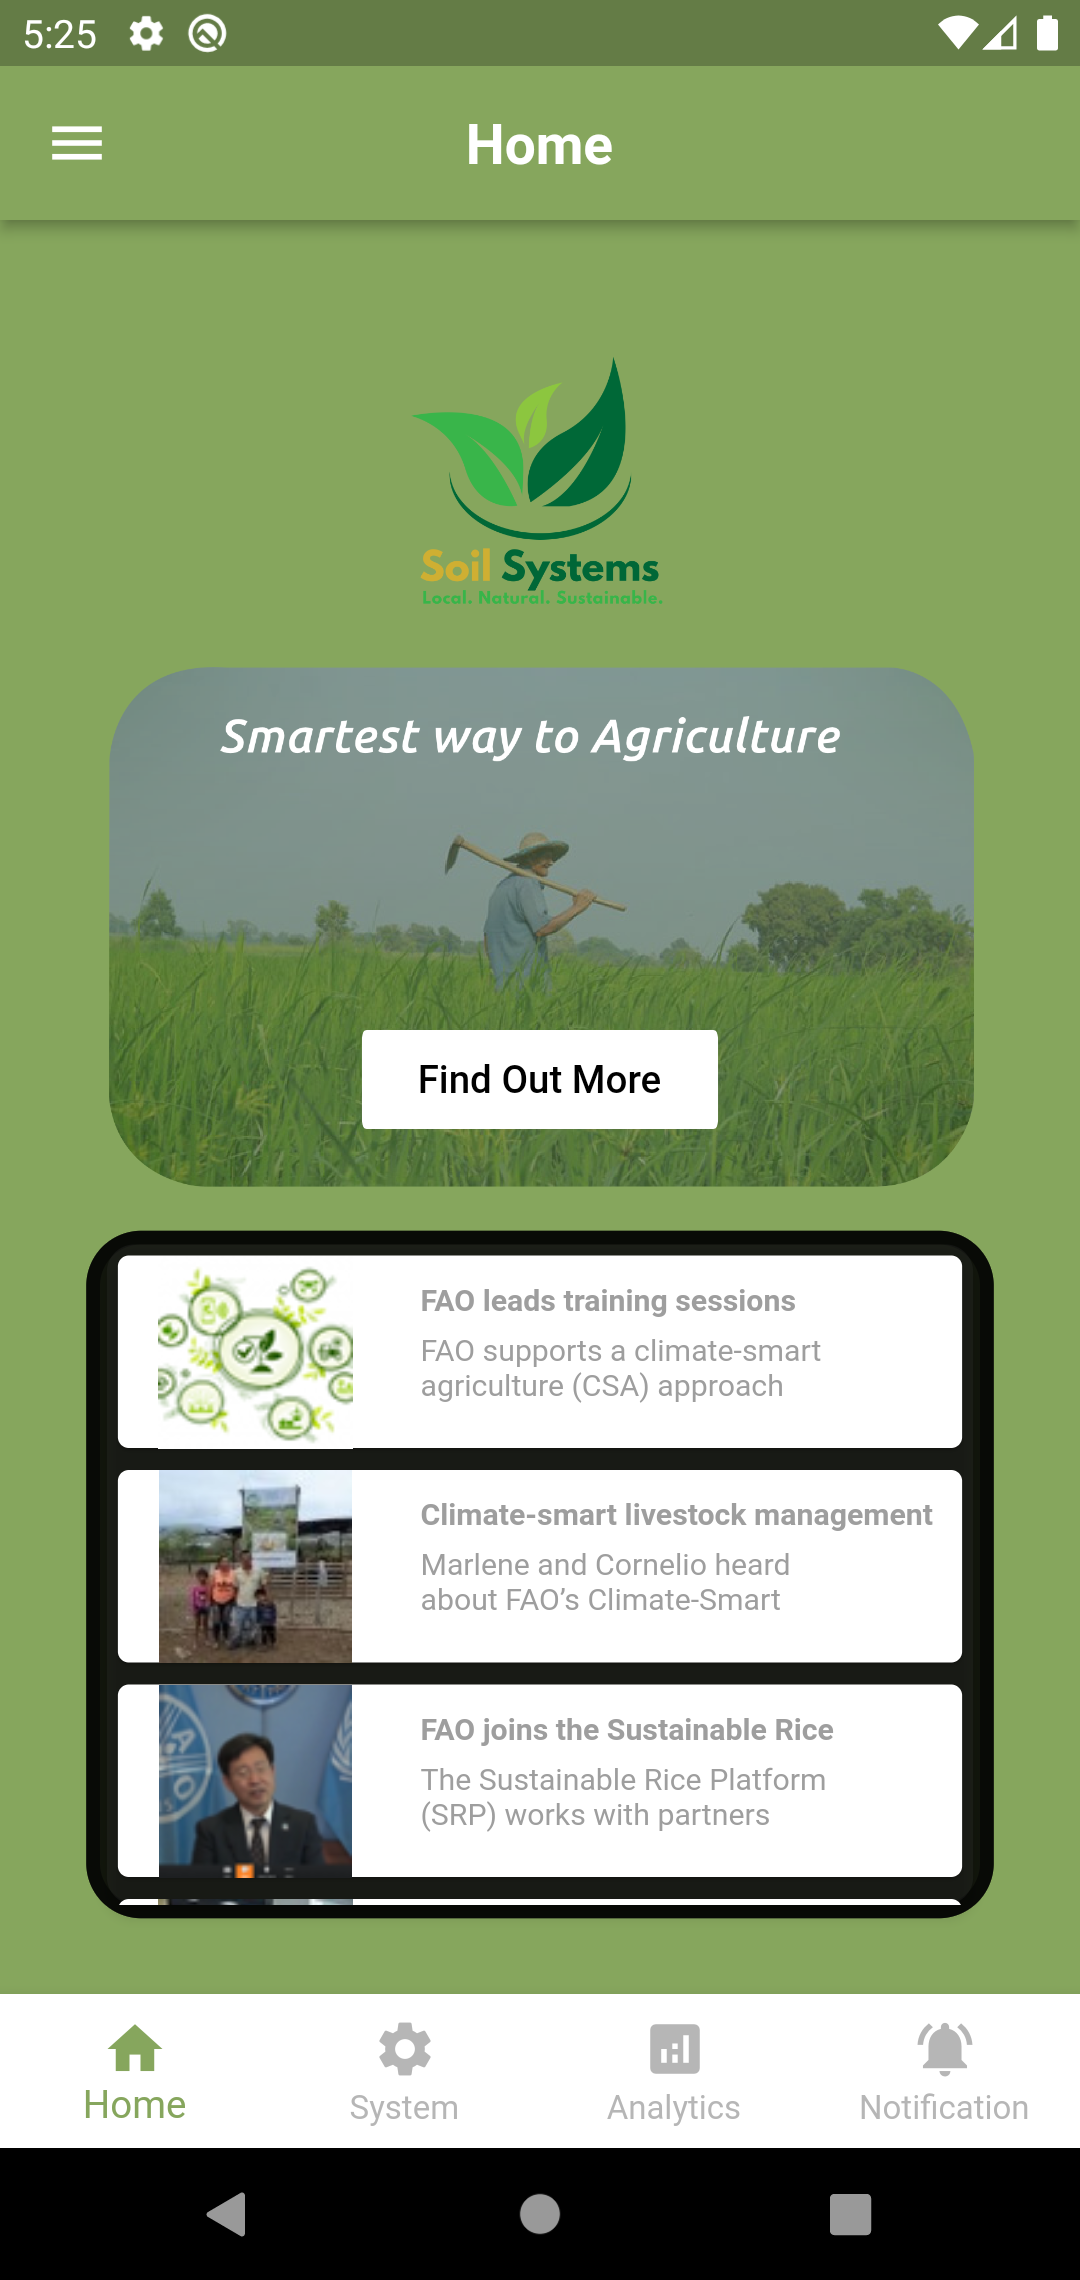 5:25
Home
Soil Systems
Local. Natural. Sustainable.
Smartest way to Agriculture
Find Out More
FAO leads training sessions
FAO supports a climate-smart
agriculture (CSA) approach
Climate-smart livestock management
Marlene and Cornelio heard
about FAO’s Climate-Smart
FAO joins the Sustainable Rice
The Sustainable Rice Platform
(SRP) works with partners
Home
System
Analytics
Notification